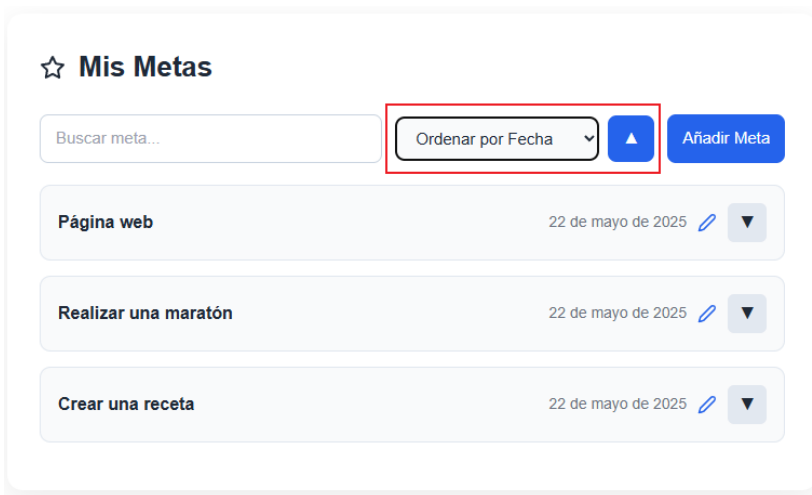 Mis Metas
Buscar meta...
Ordenar por Fecha
▲
Añadir Meta
Página web
22 de mayo de 2025
▼
Realizar una maratón
22 de mayo de 2025
▼
Crear una receta
22 de mayo de 2025
▼